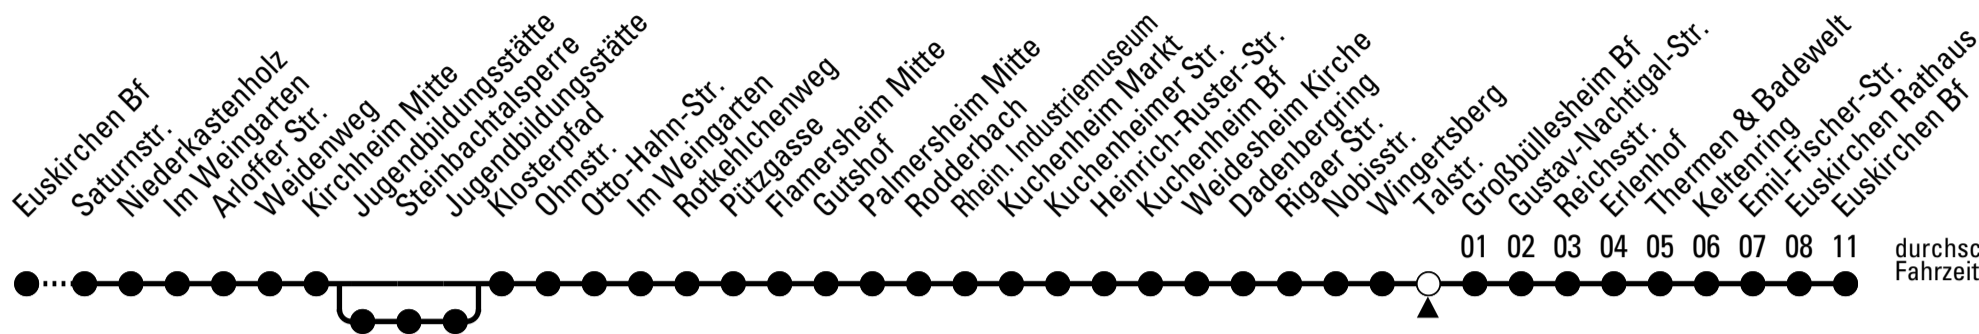 Euskirchen Bf
Saturnstr.
Niederkastenholz
Im Weingarten
Arloffer Str.
Weidenweg
Kirchheim Mitte
Jugendbildungsstätte
Steinbachtalsperre
Jugendbildungsstätte
Klosterpfad
Ohmstr.
Otto-Hahn-Str.
Im Weingarten
Rotkehlchenweg
Pützgasse
Flamersheim Mitte
Gutshof
Palmersheim Mitte
Rodderbach
Rhein. Industriemuseum
Kuchenheim Markt
Kuchenheimer Str.
Heinrich-Ruster-Str.
Kuchenheim Bf
Weidesheim Kirche
Dadenbergring
Rigaer Str.
Nobisstr.
Wingertsberg
Talstr.
Großbüllesheim Bf
Gustav-Nachtigal-Str.
Reichsstr.
Erlenhof
Thermen & Badewelt
Keltenring
Emil-Fischer-Str.
Euskirchen Rathaus
Euskirchen Bf
01 02 03 04 05 06 07 08 11
durchsc
Fahrzeit